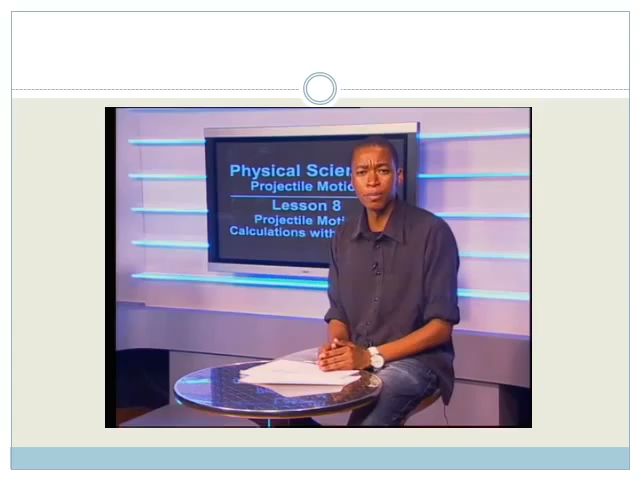 Physical Scien
Projectile Motio
Lesson 8
Projectile Moti
Calculations with